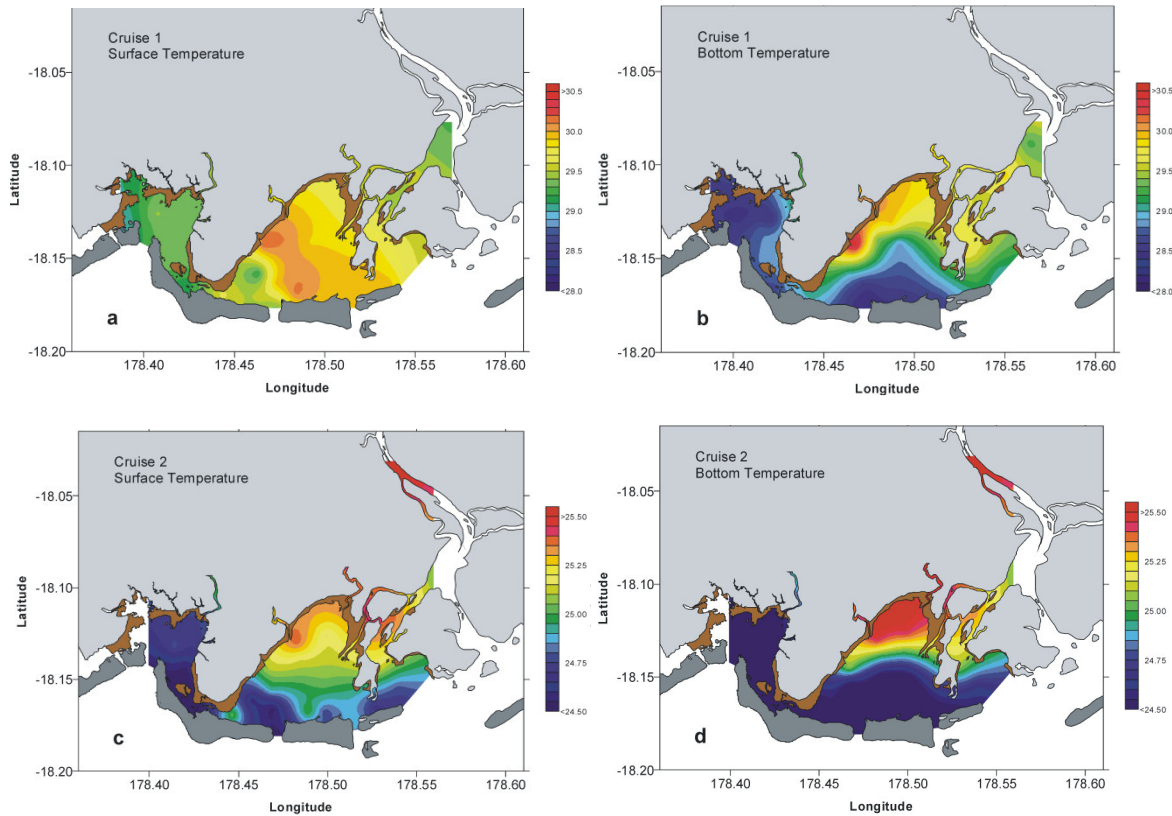 Cruise 1
Surface Temperature
-18.05
-18.10
-18.15
-18.20
Latitude
178.40 178.45 178.50 178.55 178.60
Longitude
a
>30.5
30.0
29.5
29.0
28.5
<28.0
Cruise 1
Bottom Temperature
-18.05
-18.10
-18.15
-18.20
Latitude
178.40 178.45 178.50 178.55 178.60
Longitude
b
>30.5
30.0
29.5
29.0
28.5
<28.0
Cruise 2
Surface Temperature
-18.05
-18.10
-18.15
-18.20
Latitude
178.40 178.45 178.50 178.55 178.60
Longitude
c
>25.50
25.25
25.00
24.75
<24.50
Cruise 2
Bottom Temperature
-18.05
-18.10
-18.15
-18.20
Latitude
178.40 178.45 178.50 178.55 178.60
Longitude
d
>25.50
25.25
25.00
24.75
<24.50